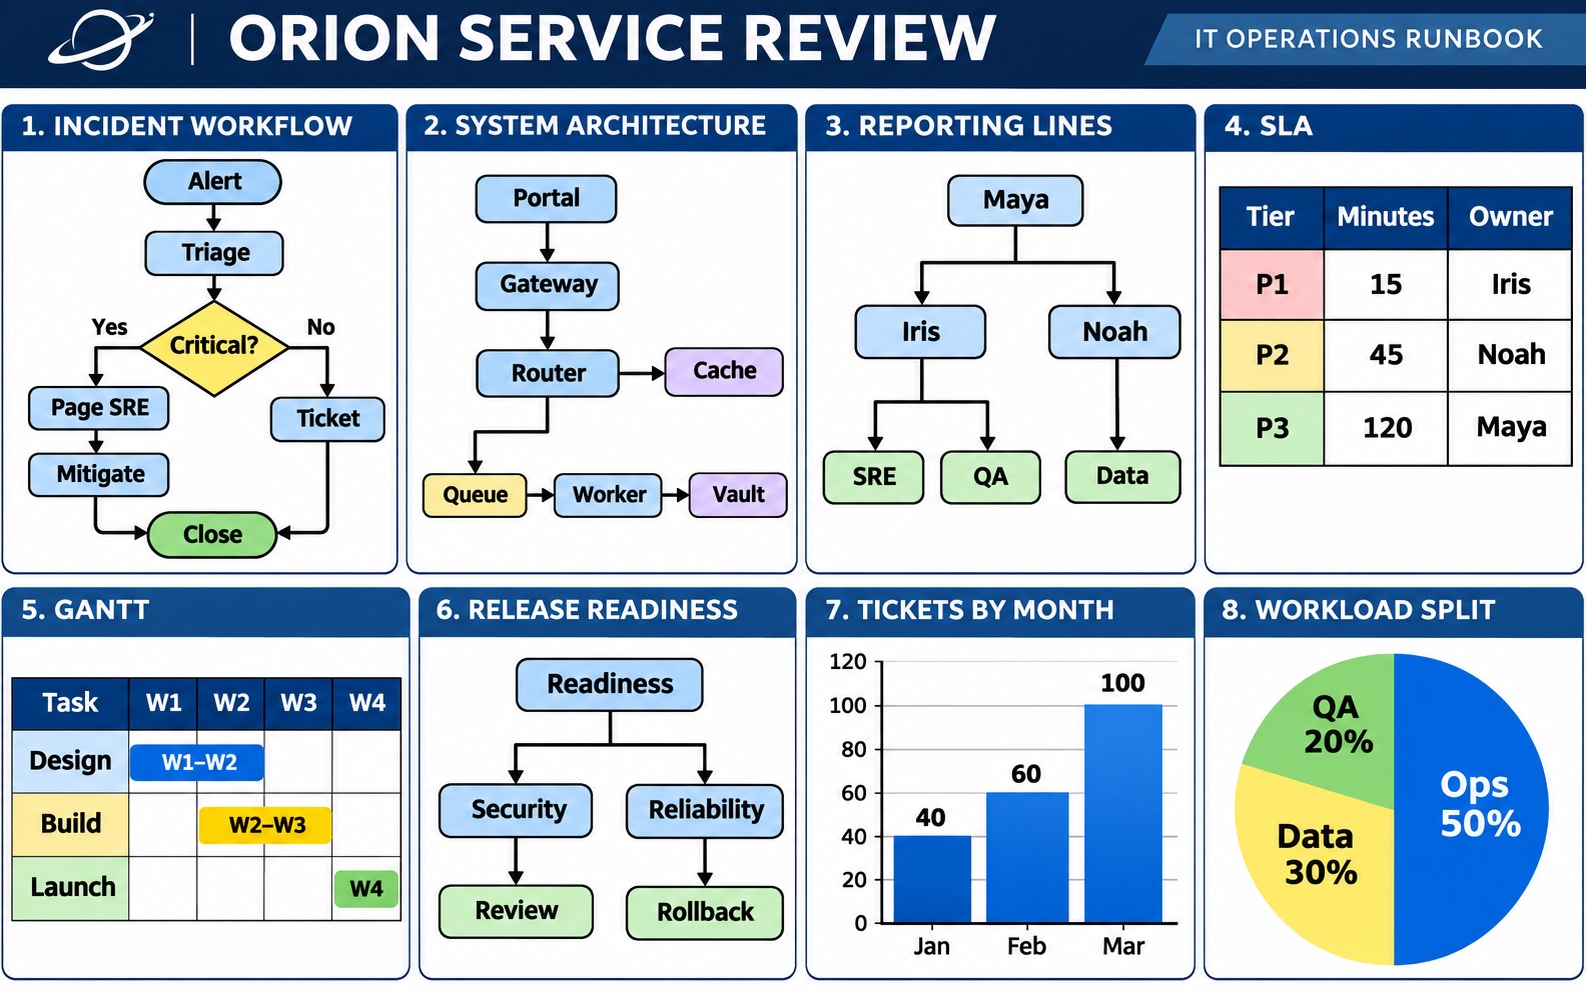 ORION SERVICE REVIEW
IT OPERATIONS RUNBOOK
1. INCIDENT WORKFLOW
Alert
Triage
Critical?
Yes
No
Page SRE
Ticket
Mitigate
Close
2. SYSTEM ARCHITECTURE
Portal
Gateway
Router
Cache
Queue
Worker
Vault
3. REPORTING LINES
Maya
Iris
Noah
SRE
QA
Data
4. SLA
Tier Minutes Owner
P1 15 Iris
P2 45 Noah
P3 120 Maya
5. GANTT
Task W1 W2 W3 W4
Design W1–W2
Build W2–W3
Launch W4
6. RELEASE READINESS
Readiness
Security
Reliability
Review
Rollback
7. TICKETS BY MONTH
120
100
80
60
40
20
0
40
60
100
Jan Feb Mar
8. WORKLOAD SPLIT
QA
20%
Ops
50%
Data
30%